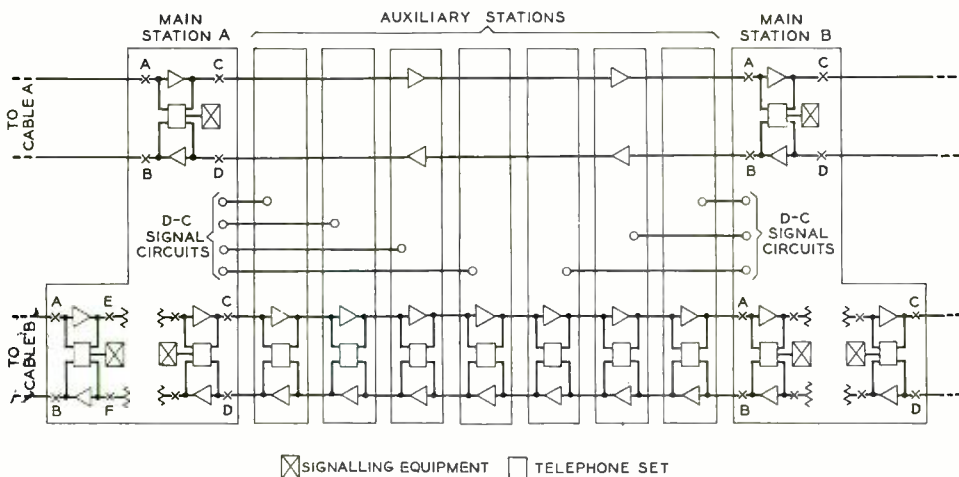 MAIN
STATION A
AUXILIARY STATIONS
MAIN
STATION B
A
C
A
C
TO
CABLE A
B
D
B
D
D-C
SIGNAL
CIRCUITS
D-C
SIGNAL
CIRCUITS
A
E
C
A
C
TO
CABLE B
B
F
D
B
D
SIGNALLING EQUIPMENT
TELEPHONE SET